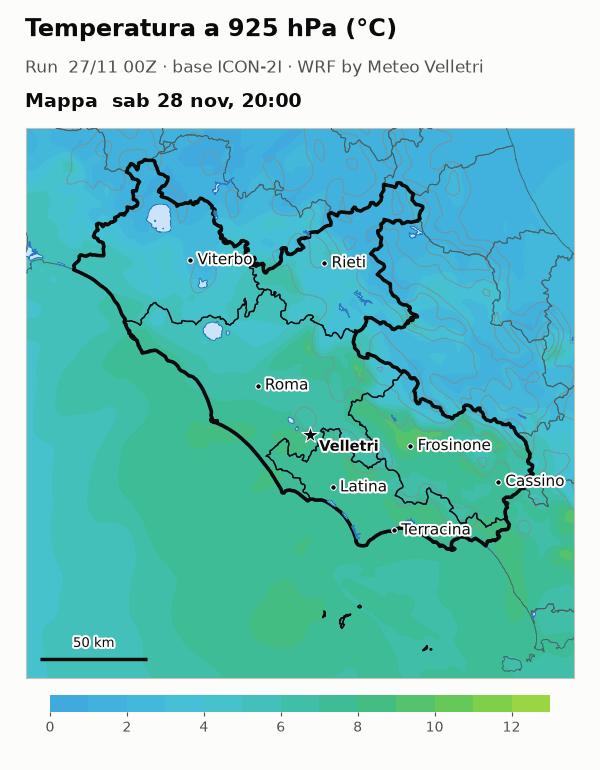 Temperatura a 925 hPa (°C)
Run  27/11 00Z · base ICON-2I · WRF by Meteo Velletri
Mappa  sab 28 nov, 20:00
Viterbo
Rieti
Roma
Velletri
Frosinone
Cassino
Latina
Terracina
50 km
0 2 4 6 8 10 12